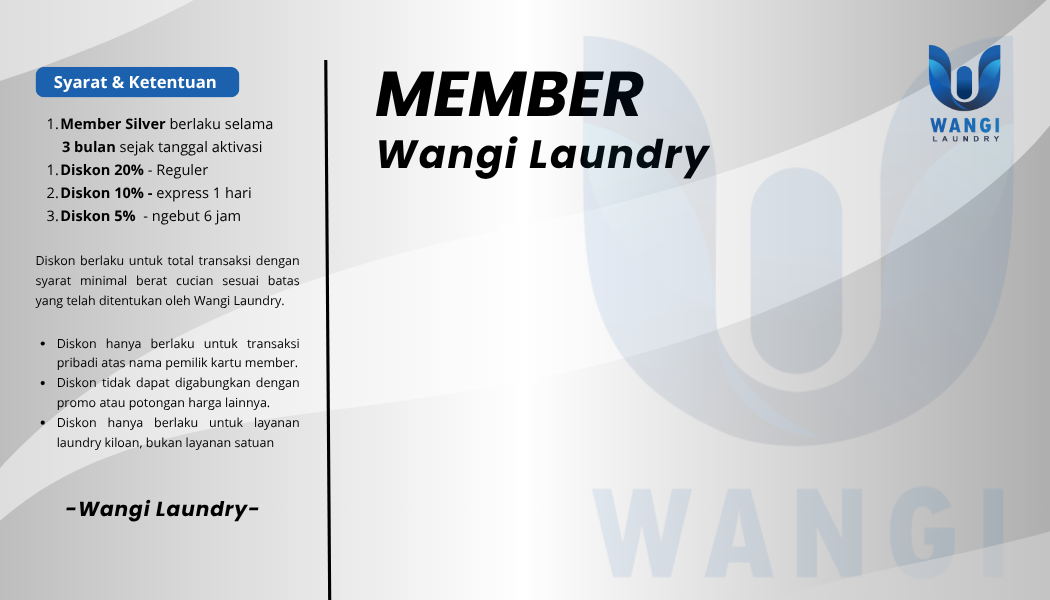 Syarat & Ketentuan
1. Member Silver berlaku selama
3 bulan sejak tanggal aktivasi
1. Diskon 20% - Reguler
2. Diskon 10% - express 1 hari
3. Diskon 5% - ngebut 6 jam
Diskon berlaku untuk total transaksi dengan
syarat minimal berat cucian sesuai batas
yang telah ditentukan oleh Wangi Laundry.
• Diskon hanya berlaku untuk transaksi
pribadi atas nama pemilik kartu member.
• Diskon tidak dapat digabungkan dengan
promo atau potongan harga lainnya.
• Diskon hanya berlaku untuk layanan
laundry kiloan, bukan layanan satuan
-Wangi Laundry-
MEMBER
Wangi Laundry
WANGI
LAUNDRY
WANGI